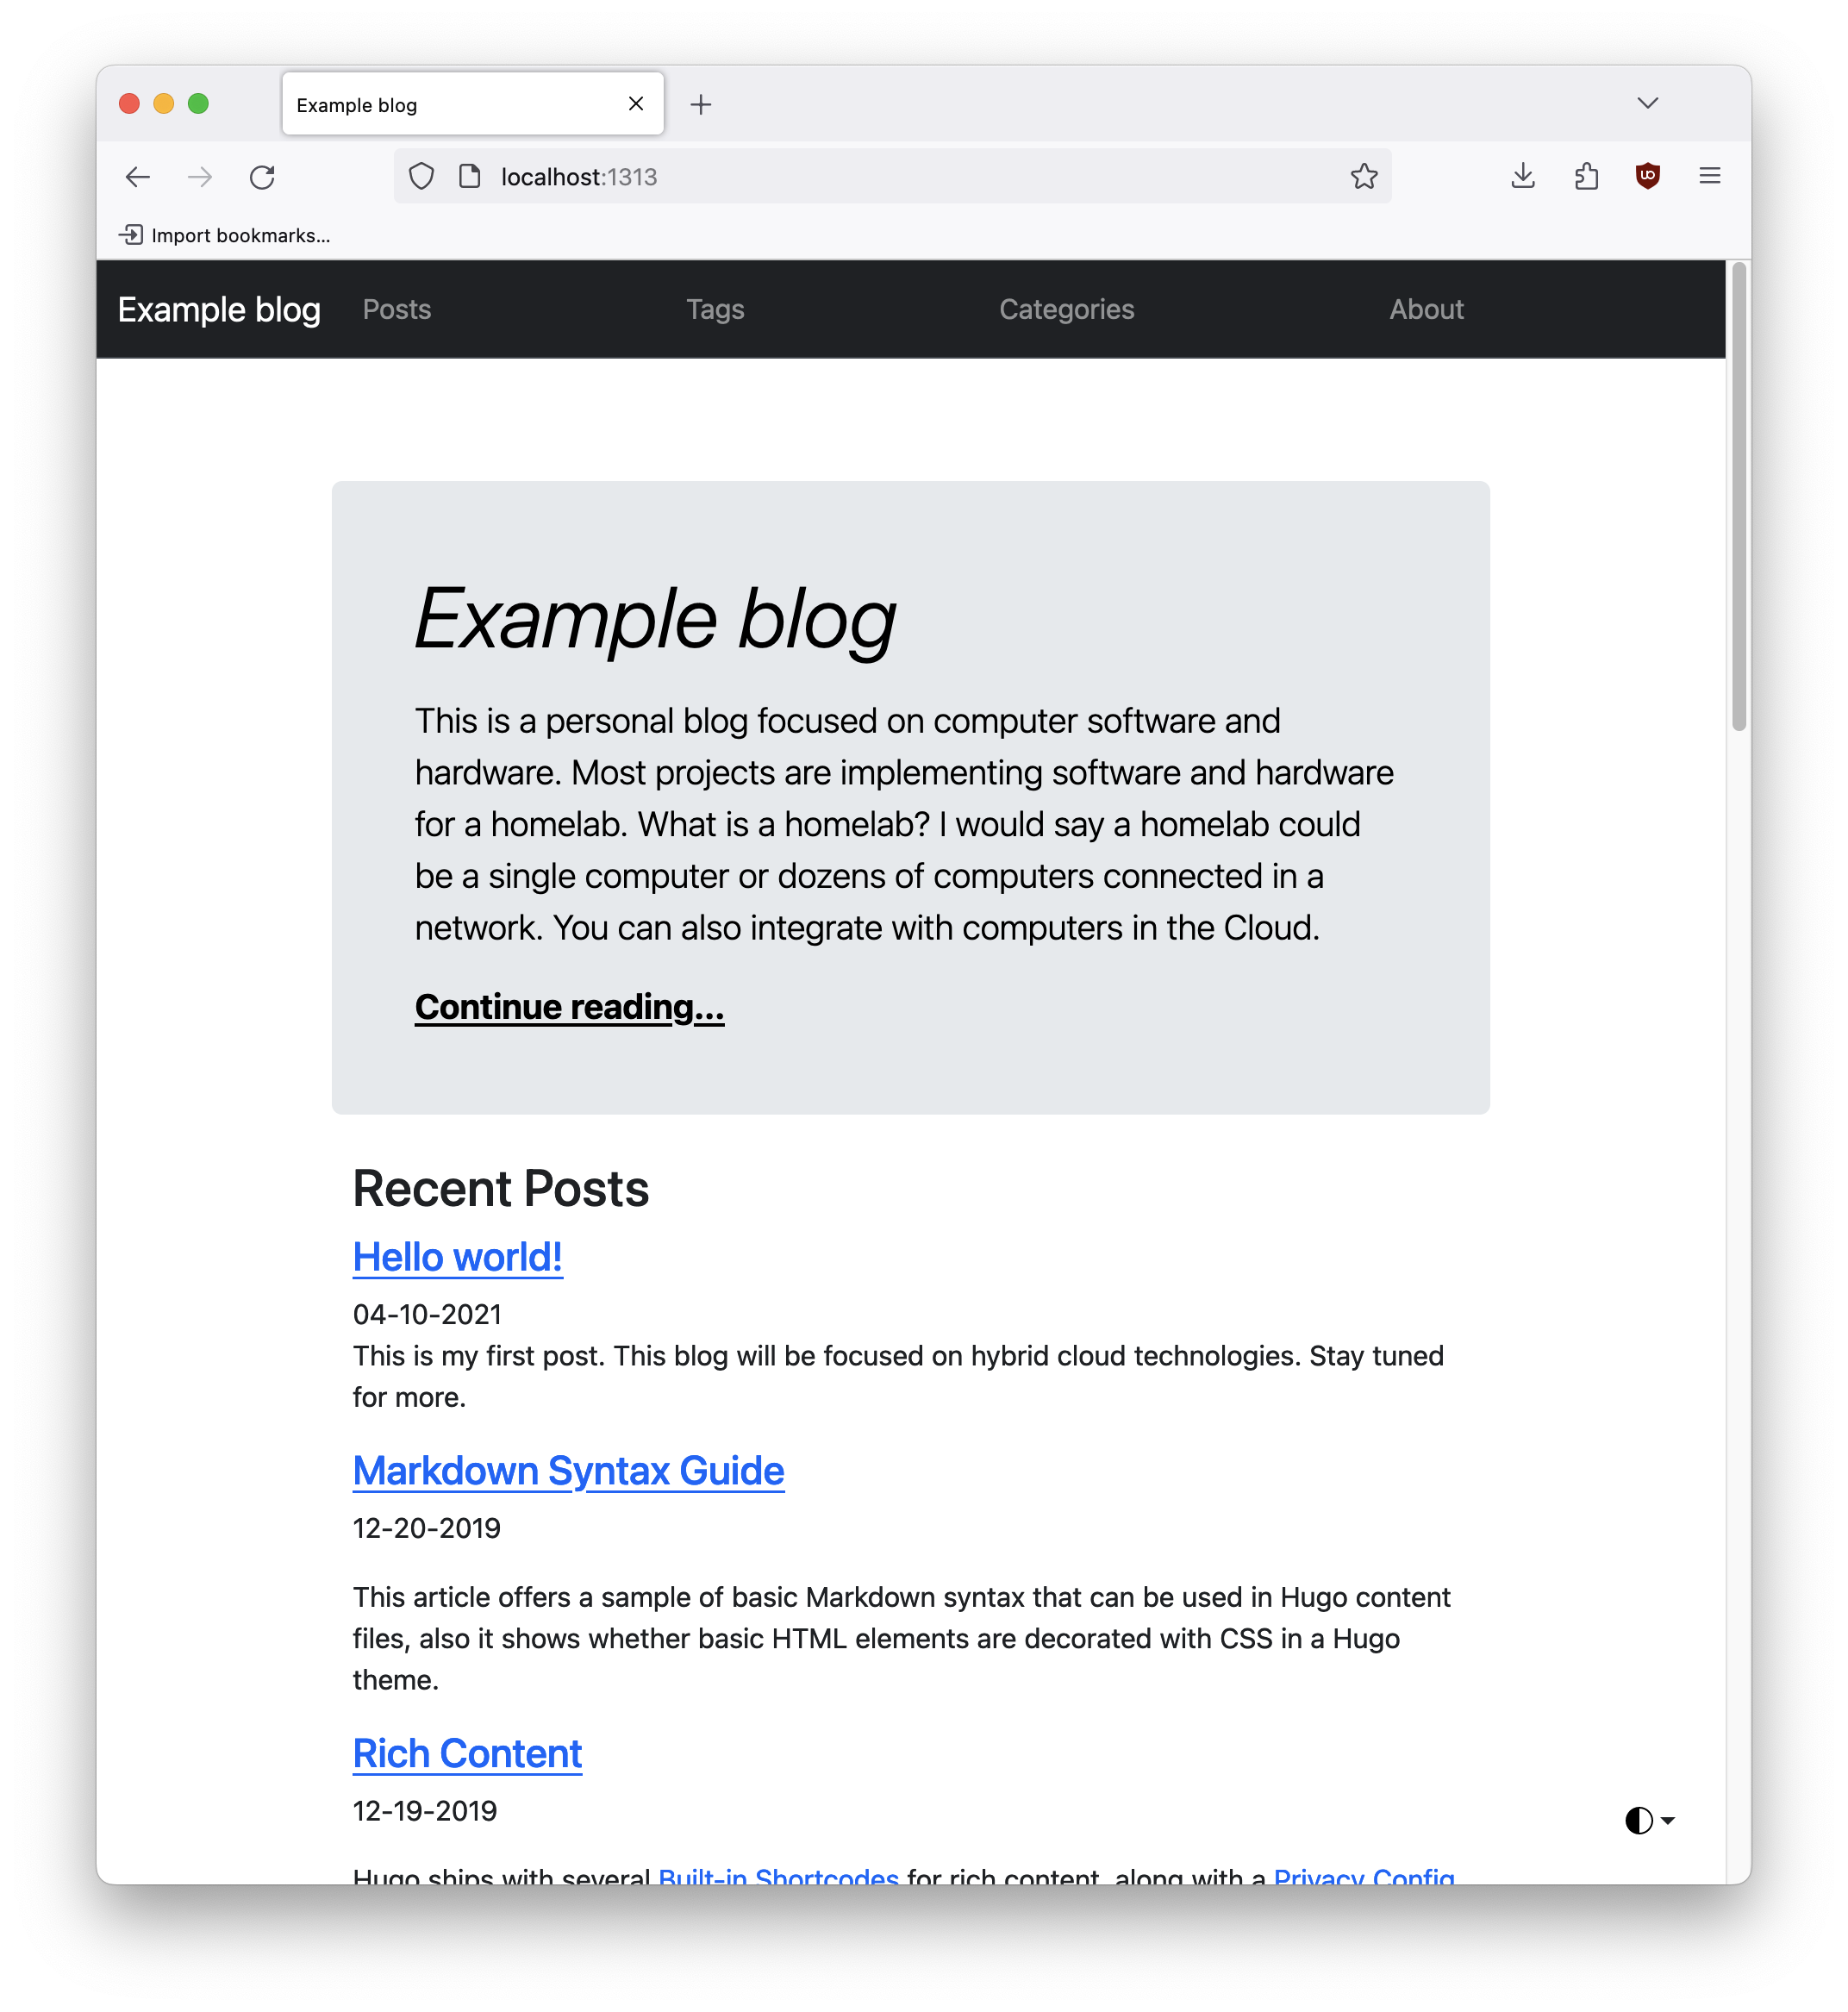 Example blog
localhost:1313
Import bookmarks...
Example blog Posts Tags Categories About
Example blog
This is a personal blog focused on computer software and
hardware. Most projects are implementing software and hardware
for a homelab. What is a homelab? I would say a homelab could
be a single computer or dozens of computers connected in a
network. You can also integrate with computers in the Cloud.
Continue reading...
Recent Posts
Hello world!
04-10-2021
This is my first post. This blog will be focused on hybrid cloud technologies. Stay tuned
for more.
Markdown Syntax Guide
12-20-2019
This article offers a sample of basic Markdown syntax that can be used in Hugo content
files, also it shows whether basic HTML elements are decorated with CSS in a Hugo
theme.
Rich Content
12-19-2019
Hugo ships with several Built-in Shortcodes for rich content, along with a Privacy Config